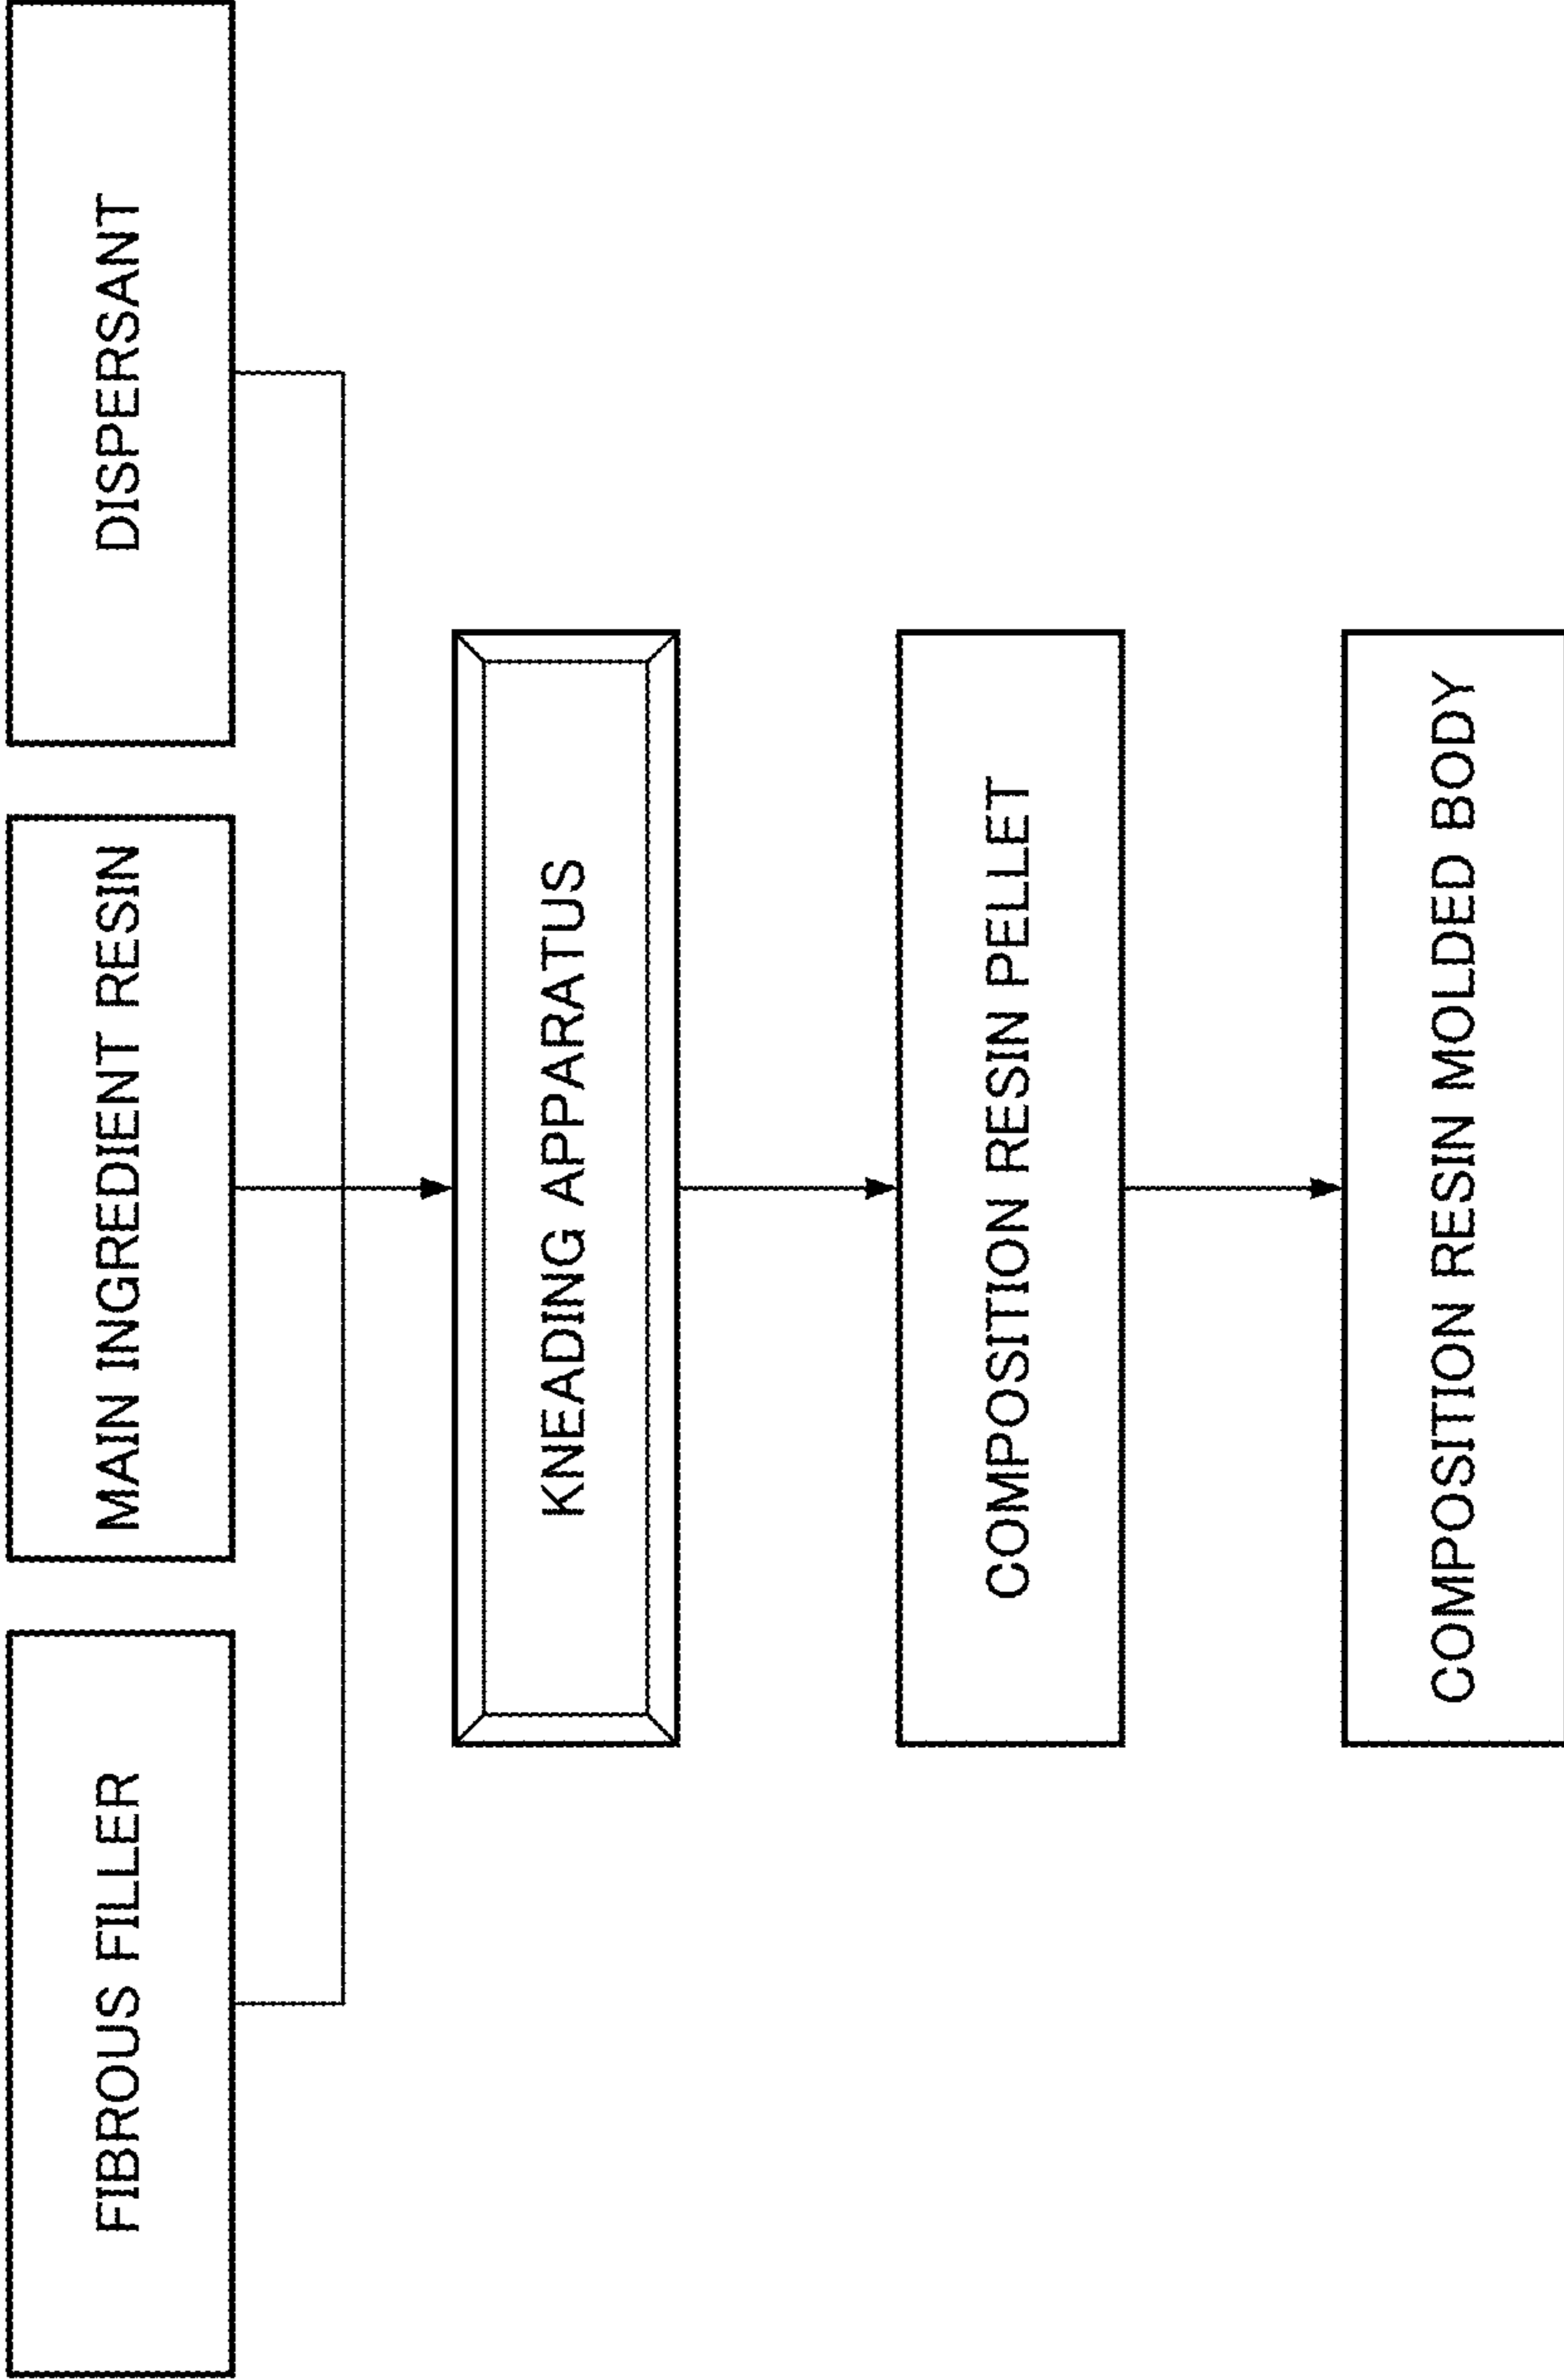 FIBROUS FILLER
MAIN INGREDIENT RESIN
DISPERSANT
KNEADING APPARATUS
COMPOSITION RESIN PELLET
COMPOSITION RESIN MOLDED BODY